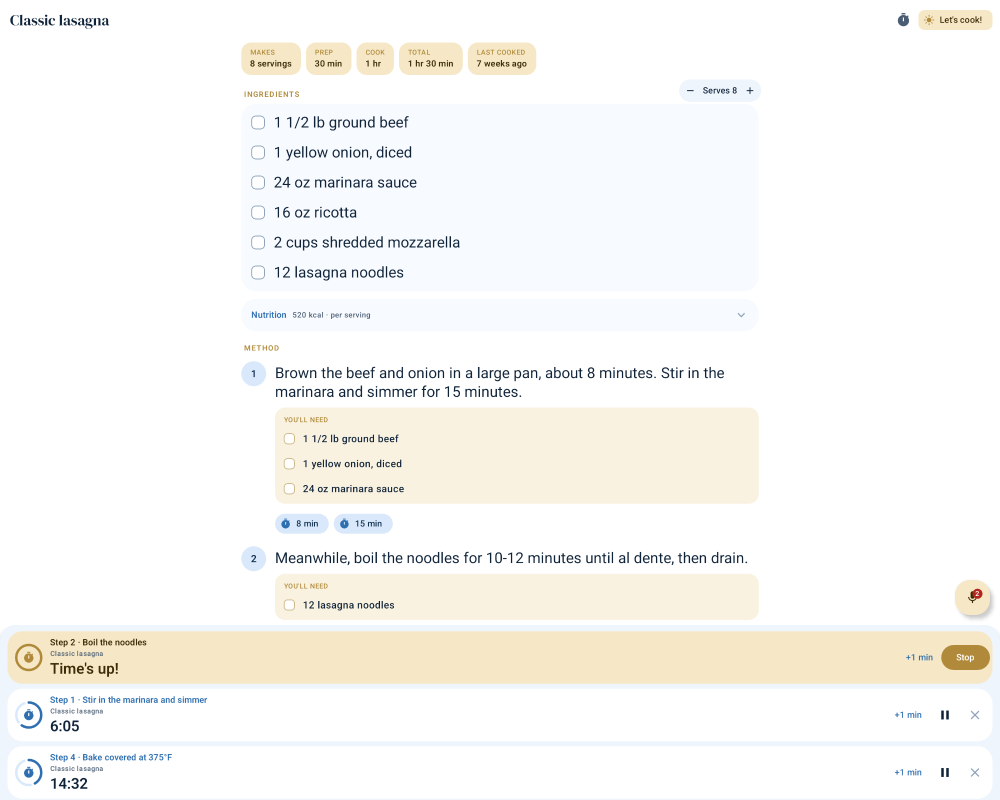 Classic lasagna
Let's cook!
MAKES
8 servings
PREP
30 min
COOK
1 hr
TOTAL
1 hr 30 min
LAST COOKED
7 weeks ago
INGREDIENTS
− Serves 8 +
1 1/2 lb ground beef
1 yellow onion, diced
24 oz marinara sauce
16 oz ricotta
2 cups shredded mozzarella
12 lasagna noodles
Nutrition 520 kcal · per serving
METHOD
1 Brown the beef and onion in a large pan, about 8 minutes. Stir in the
marinara and simmer for 15 minutes.
YOU'LL NEED
1 1/2 lb ground beef
1 yellow onion, diced
24 oz marinara sauce
8 min 15 min
2 Meanwhile, boil the noodles for 10-12 minutes until al dente, then drain.
YOU'LL NEED
12 lasagna noodles
2
Step 2 · Boil the noodles
Classic lasagna
Time's up!
+1 min Stop
Step 1 · Stir in the marinara and simmer
Classic lasagna
6:05
+1 min
Step 4 · Bake covered at 375°F
Classic lasagna
14:32
+1 min